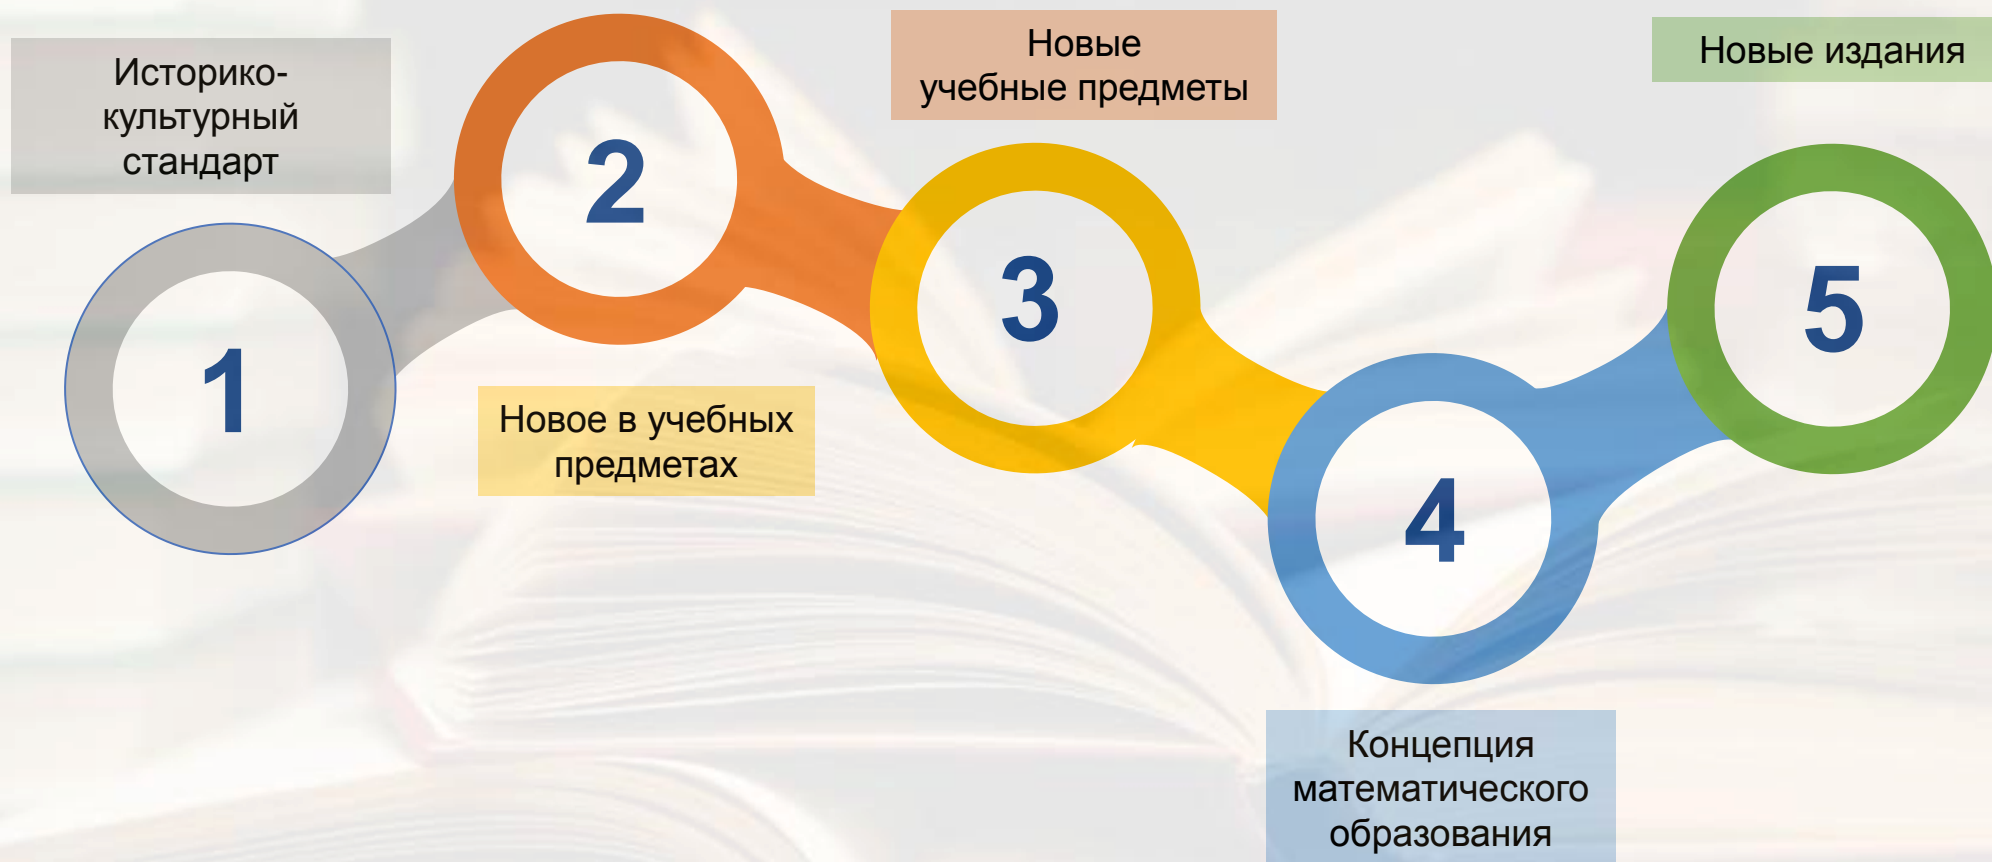 Историко-
культурный
стандарт
1
2
Новое в учебных
предметах
Новые
учебные предметы
3
4
Концепция
математического
образования
Новые издания
5